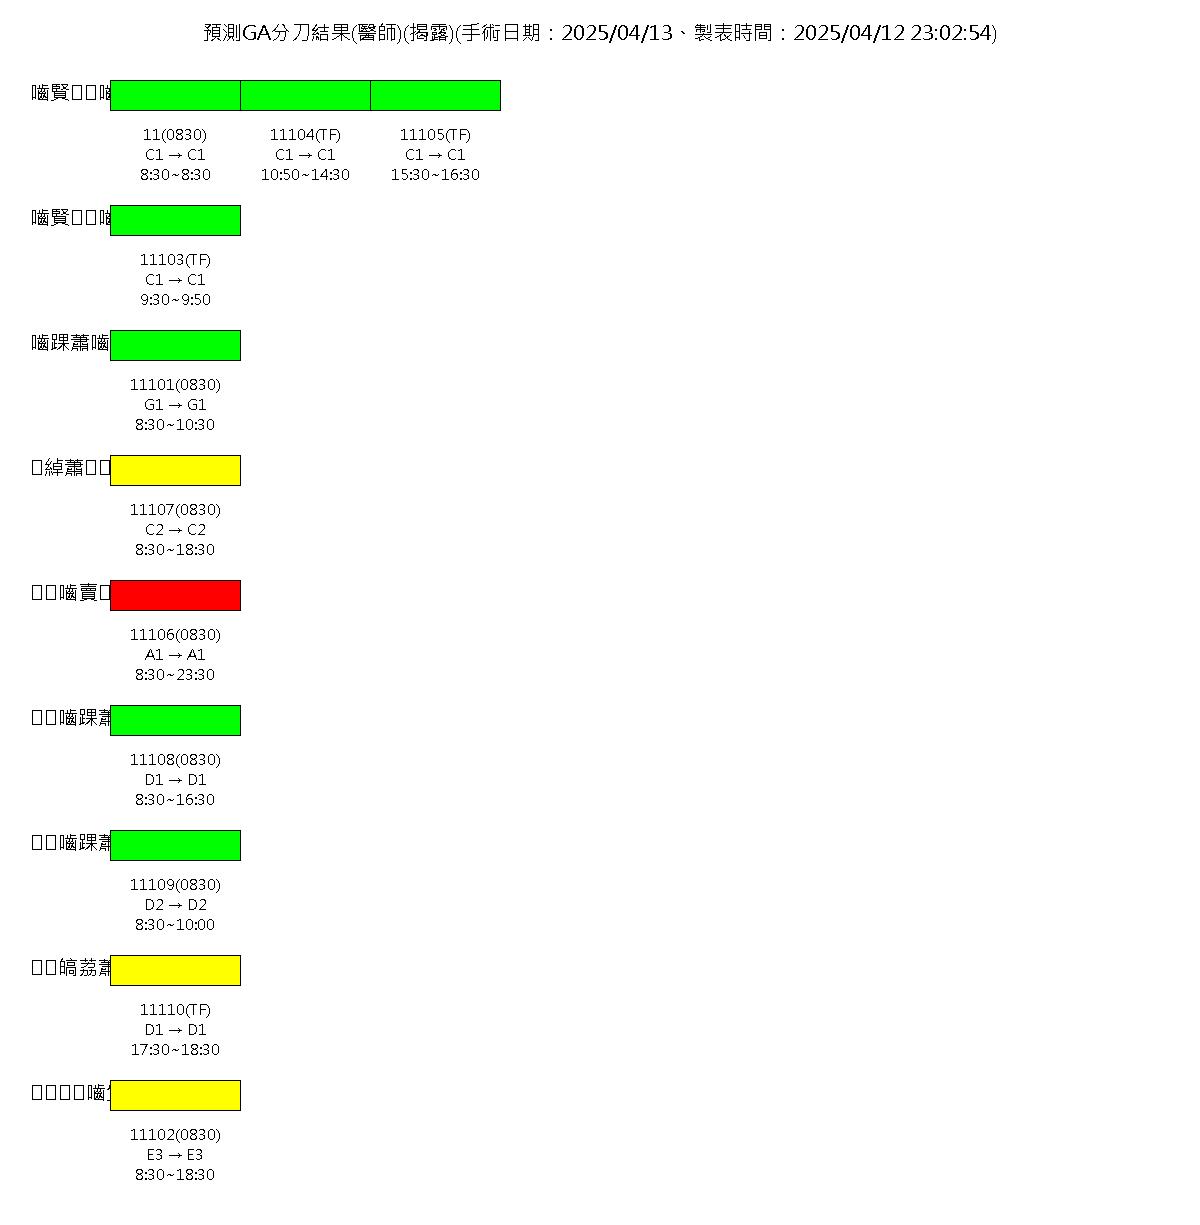 預測GA分刀結果(醫師)(揭露)(手術日期：2025/04/13、製表時間：2025/04/12 23:02:54)
嚙賢□□嚙
11(0830) 11104(TF) 11105(TF)
C1 → C1 C1 → C1 C1 → C1
8:30~8:30 10:50~14:30 15:30~16:30
嚙賢□□嚙
11103(TF)
C1 → C1
9:30~9:50
嚙踝蕭嚙
11101(0830)
G1 → G1
8:30~10:30
□綽蕭□□
11107(0830)
C2 → C2
8:30~18:30
□□嚙賣□
11106(0830)
A1 → A1
8:30~23:30
□□嚙踝蕭
11108(0830)
D1 → D1
8:30~16:30
□□嚙踝蕭
11109(0830)
D2 → D2
8:30~10:00
□□皜荔蕭
11110(TF)
D1 → D1
17:30~18:30
□□□□嚙
11102(0830)
E3 → E3
8:30~18:30